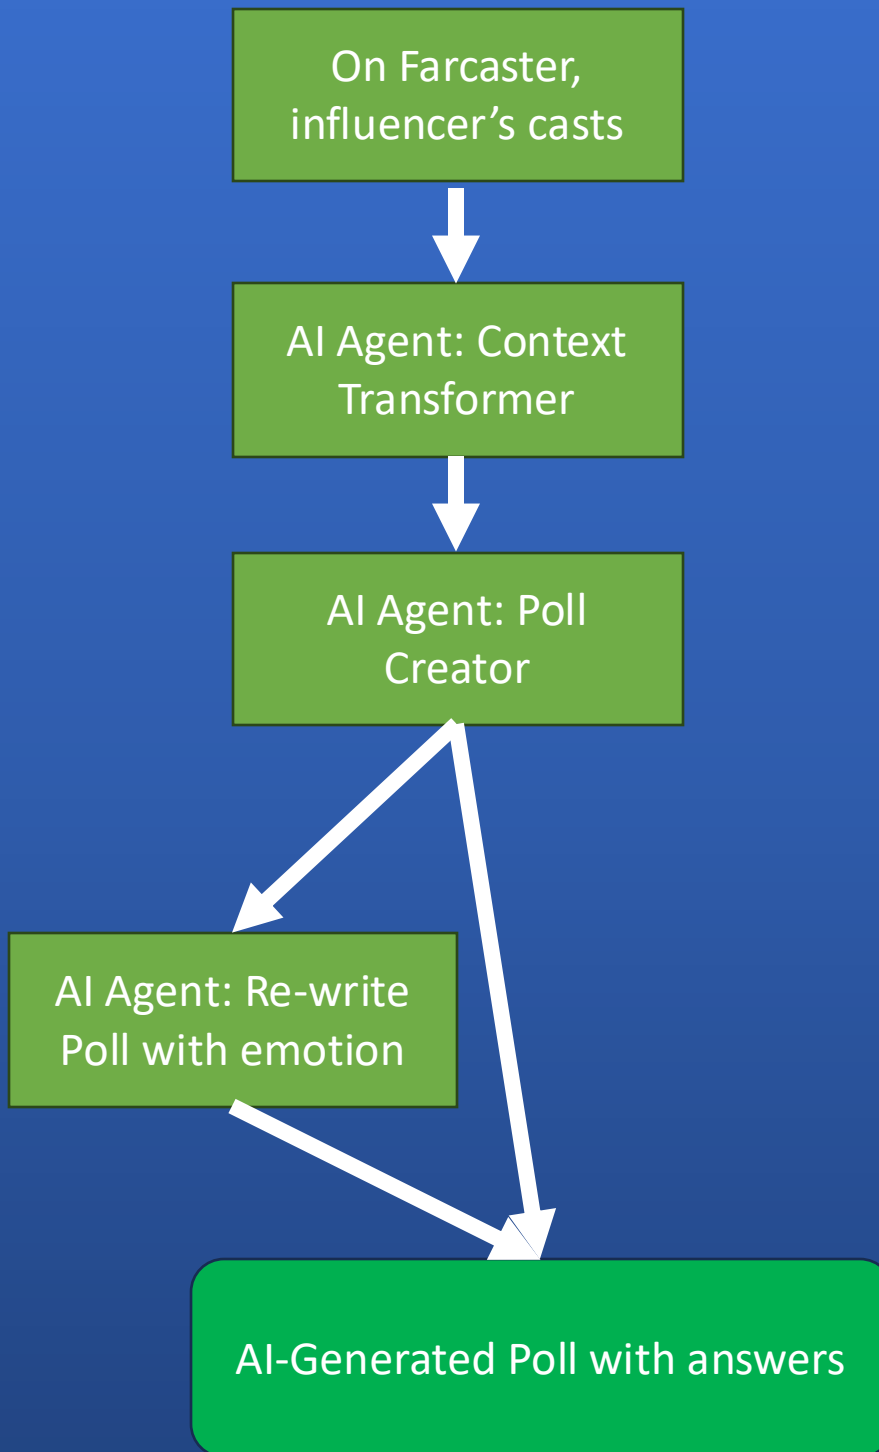 On Farcaster,
influencer’s casts
AI Agent: Context
Transformer
AI Agent: Poll
Creator
AI Agent: Re-write
Poll with emotion
AI-Generated Poll with answers